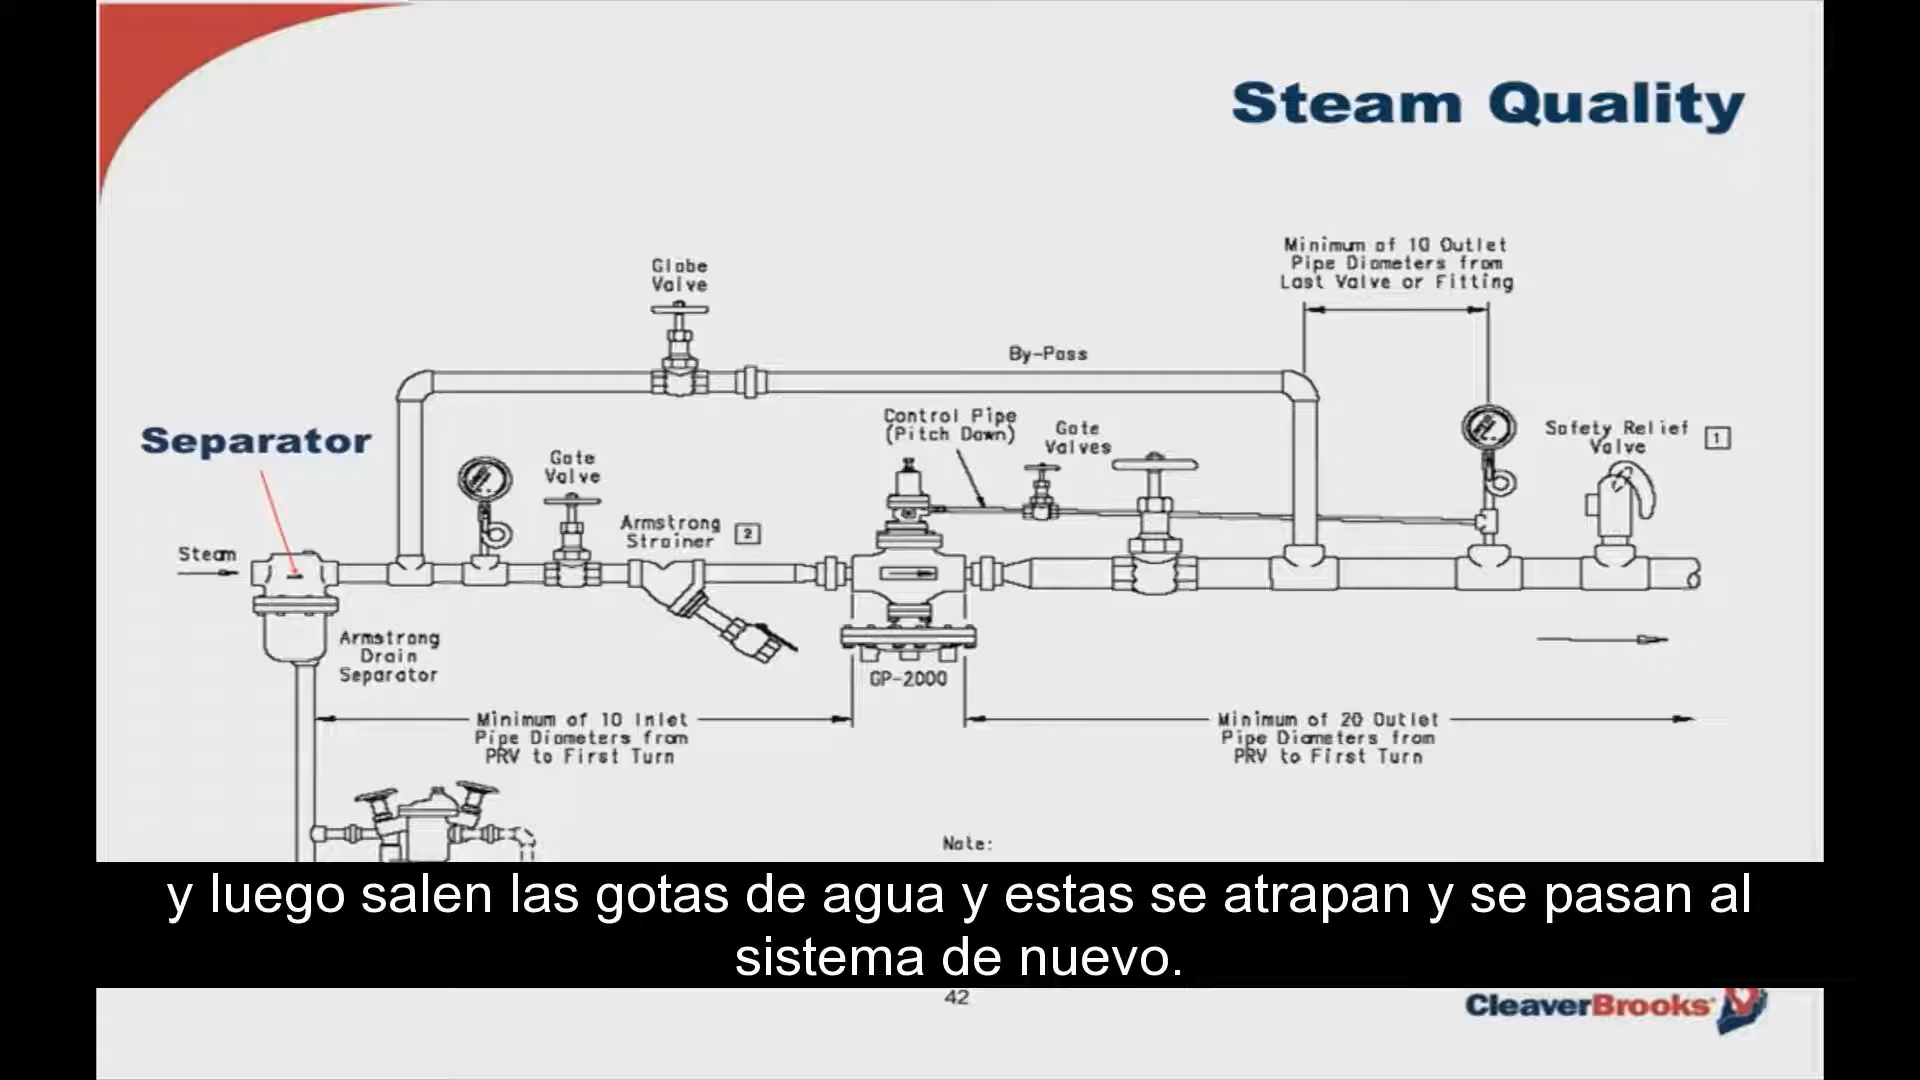 Steam Quality
Minimum of 10 Outlet
Pipe Diameters from
Last Valve or Fitting
Globe
Valve
By-Pass
Control Pipe
(Pitch Down)
Gate
Valves
Safety Relief
Valve
1
Separator
Gate
Valve
Armstrong
Strainer
2
Steam
Armstrong
Drain
Separator
GP-2000
Minimum of 10 Inlet
Pipe Diameters from
PRV to First Turn
Minimum of 20 Outlet
Pipe Diameters from
PRV to First Turn
Note:
y luego salen las gotas de agua y estas se atrapan y se pasan al
sistema de nuevo.
42
CleaverBrooks